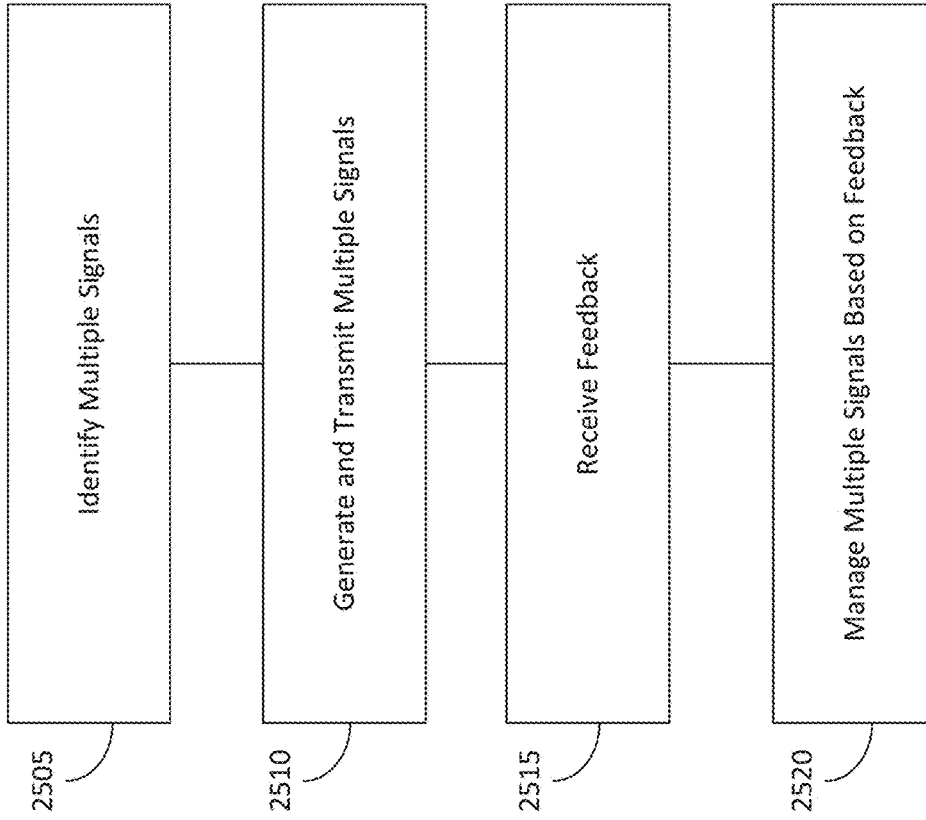 2505
Identify Multiple Signals
2510
Generate and Transmit Multiple Signals
2515
Receive Feedback
2520
Manage Multiple Signals Based on Feedback